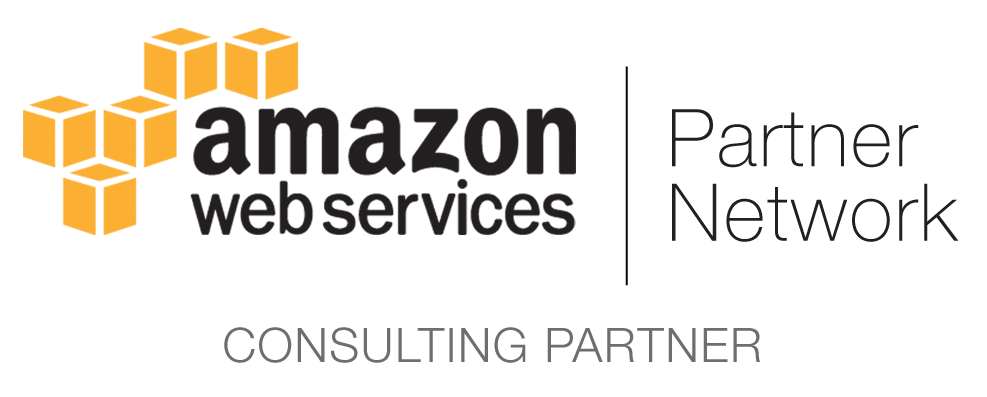 amazon
web services
Partner
Network
CONSULTING PARTNER